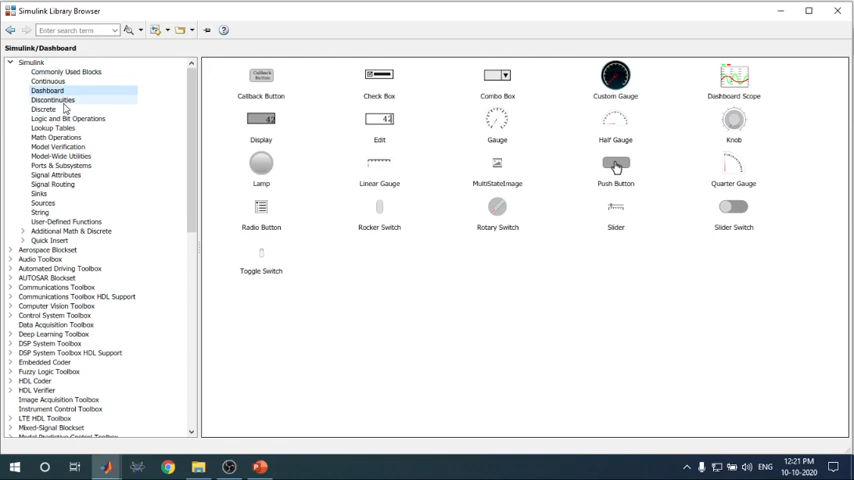 Simulink Library Browser
Enter search term
Simulink/Dashboard
Simulink
Commonly Used Blocks
Continuous
Dashboard
Discontinuities
Discrete
Logic and Bit Operations
Lookup Tables
Math Operations
Model Verification
Model-Wide Utilities
Ports & Subsystems
Signal Attributes
Signal Routing
Sinks
Sources
String
User-Defined Functions
Additional Math & Discrete
Quick Insert
Aerospace Blockset
Audio Toolbox
Automated Driving Toolbox
AUTOSAR Blockset
Communications Toolbox
Communications Toolbox HDL Support
Computer Vision Toolbox
Control System Toolbox
Data Acquisition Toolbox
Deep Learning Toolbox
DSP System Toolbox
DSP System Toolbox HDL Support
Embedded Coder
Fuzzy Logic Toolbox
HDL Coder
HDL Verifier
Image Acquisition Toolbox
Instrument Control Toolbox
LTE HDL Toolbox
Mixed-Signal Blockset
Model Predictive Control Toolbox
Callback Button
Callback Button Check Box Combo Box Custom Gauge Dashboard Scope
42 42
Display Edit Gauge Half Gauge Knob
Lamp Linear Gauge MultiStateImage Push Button Quarter Gauge
Radio Button Rocker Switch Rotary Switch Slider Slider Switch
Toggle Switch
ENG
12:21 PM
10-10-2020